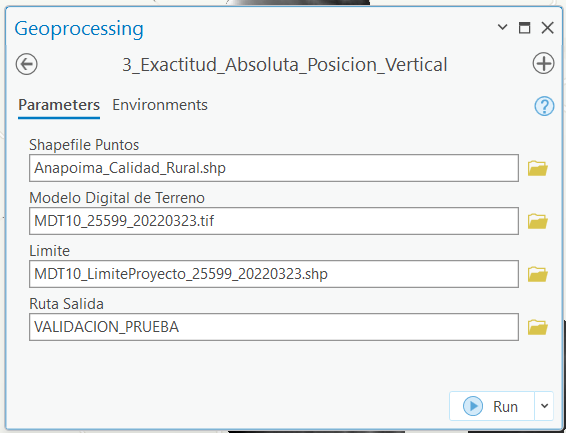 Geoprocessing
3_Exactitud_Absoluta_Posicion_Vertical
Parameters Environments
?
Shapefile Puntos
Anapoima_Calidad_Rural.shp
Modelo Digital de Terreno
MDT10_25599_20220323.tif
Limite
MDT10_LimiteProyecto_25599_20220323.shp
Ruta Salida
VALIDACION_PRUEBA
Run